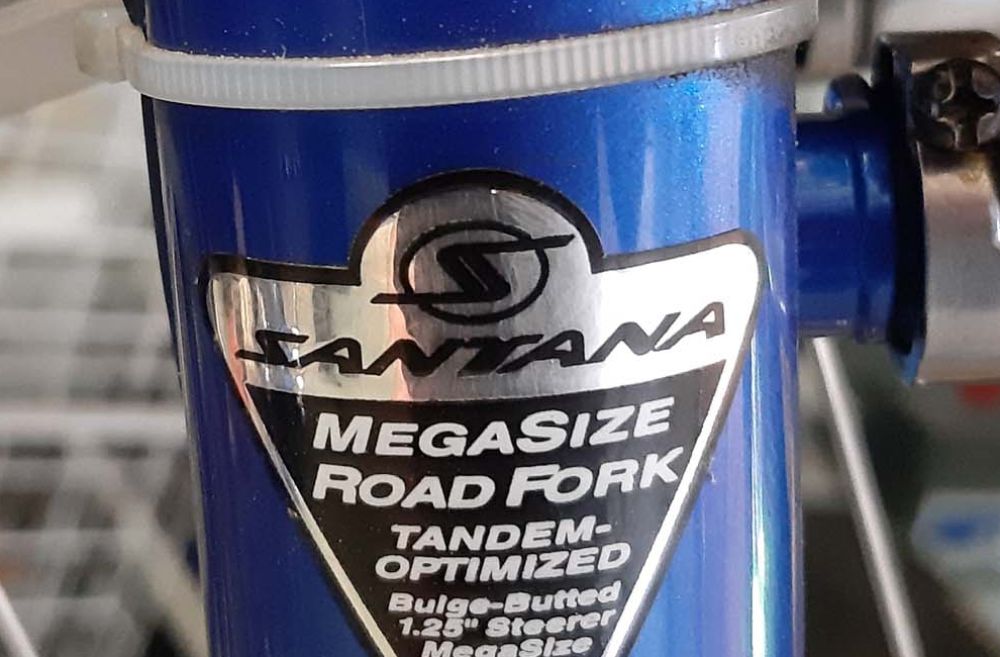 SANTANA
MEGASIZE
ROAD FORK
TANDEM-
OPTIMIZED
Bulge-Butted
1.25" Steerer
MegaSize